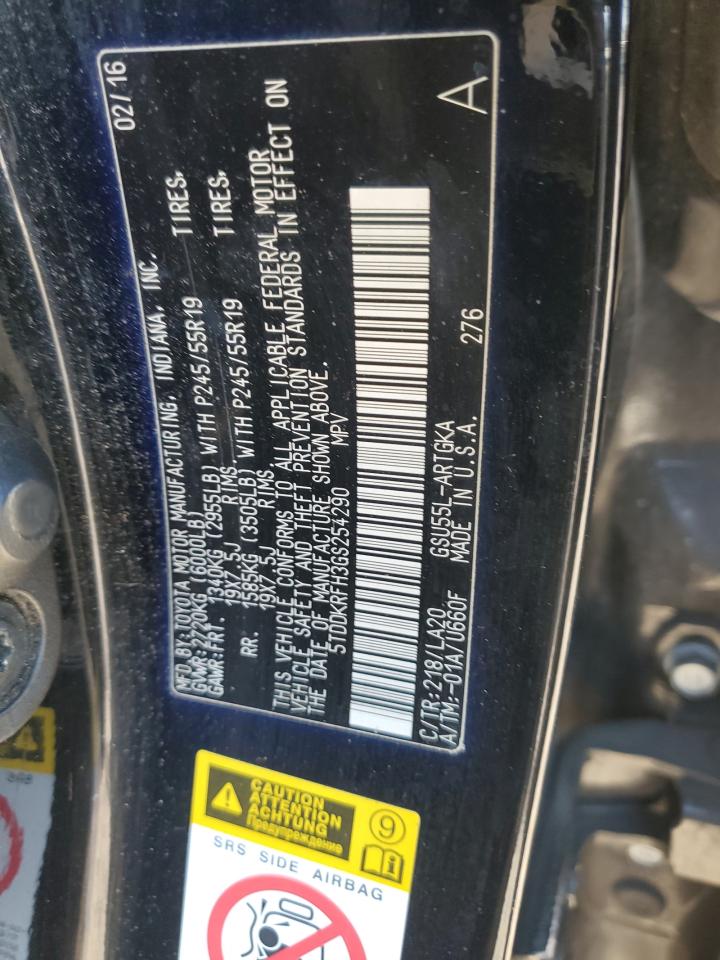 MFD.BY:TOYOTA MOTOR MANUFACTURING, INDIANA, INC. 02/16
GVWR:2720KG (6000LB)
GAWR:FRT. 1340KG (2955LB) WITH P245/55R19 TIRES,
19X7.5J RIMS
RR. 1585KG (3505LB) WITH P245/55R19 TIRES,
19X7.5J RIMS
THIS VEHICLE CONFORMS TO ALL APPLICABLE FEDERAL MOTOR
VEHICLE SAFETY AND THEFT PREVENTION STANDARDS IN EFFECT ON
THE DATE OF MANUFACTURE SHOWN ABOVE.
5TDDKRFH3GS254290 MPV
C/TR:218/LA20 GSU55L-ARTGKA
A/TM:-01A/U660F MADE IN U.S.A. 276 A
CAUTION
ATTENTION
ACHTUNG
Предупреждение
9
i
SRS SIDE AIRBAG